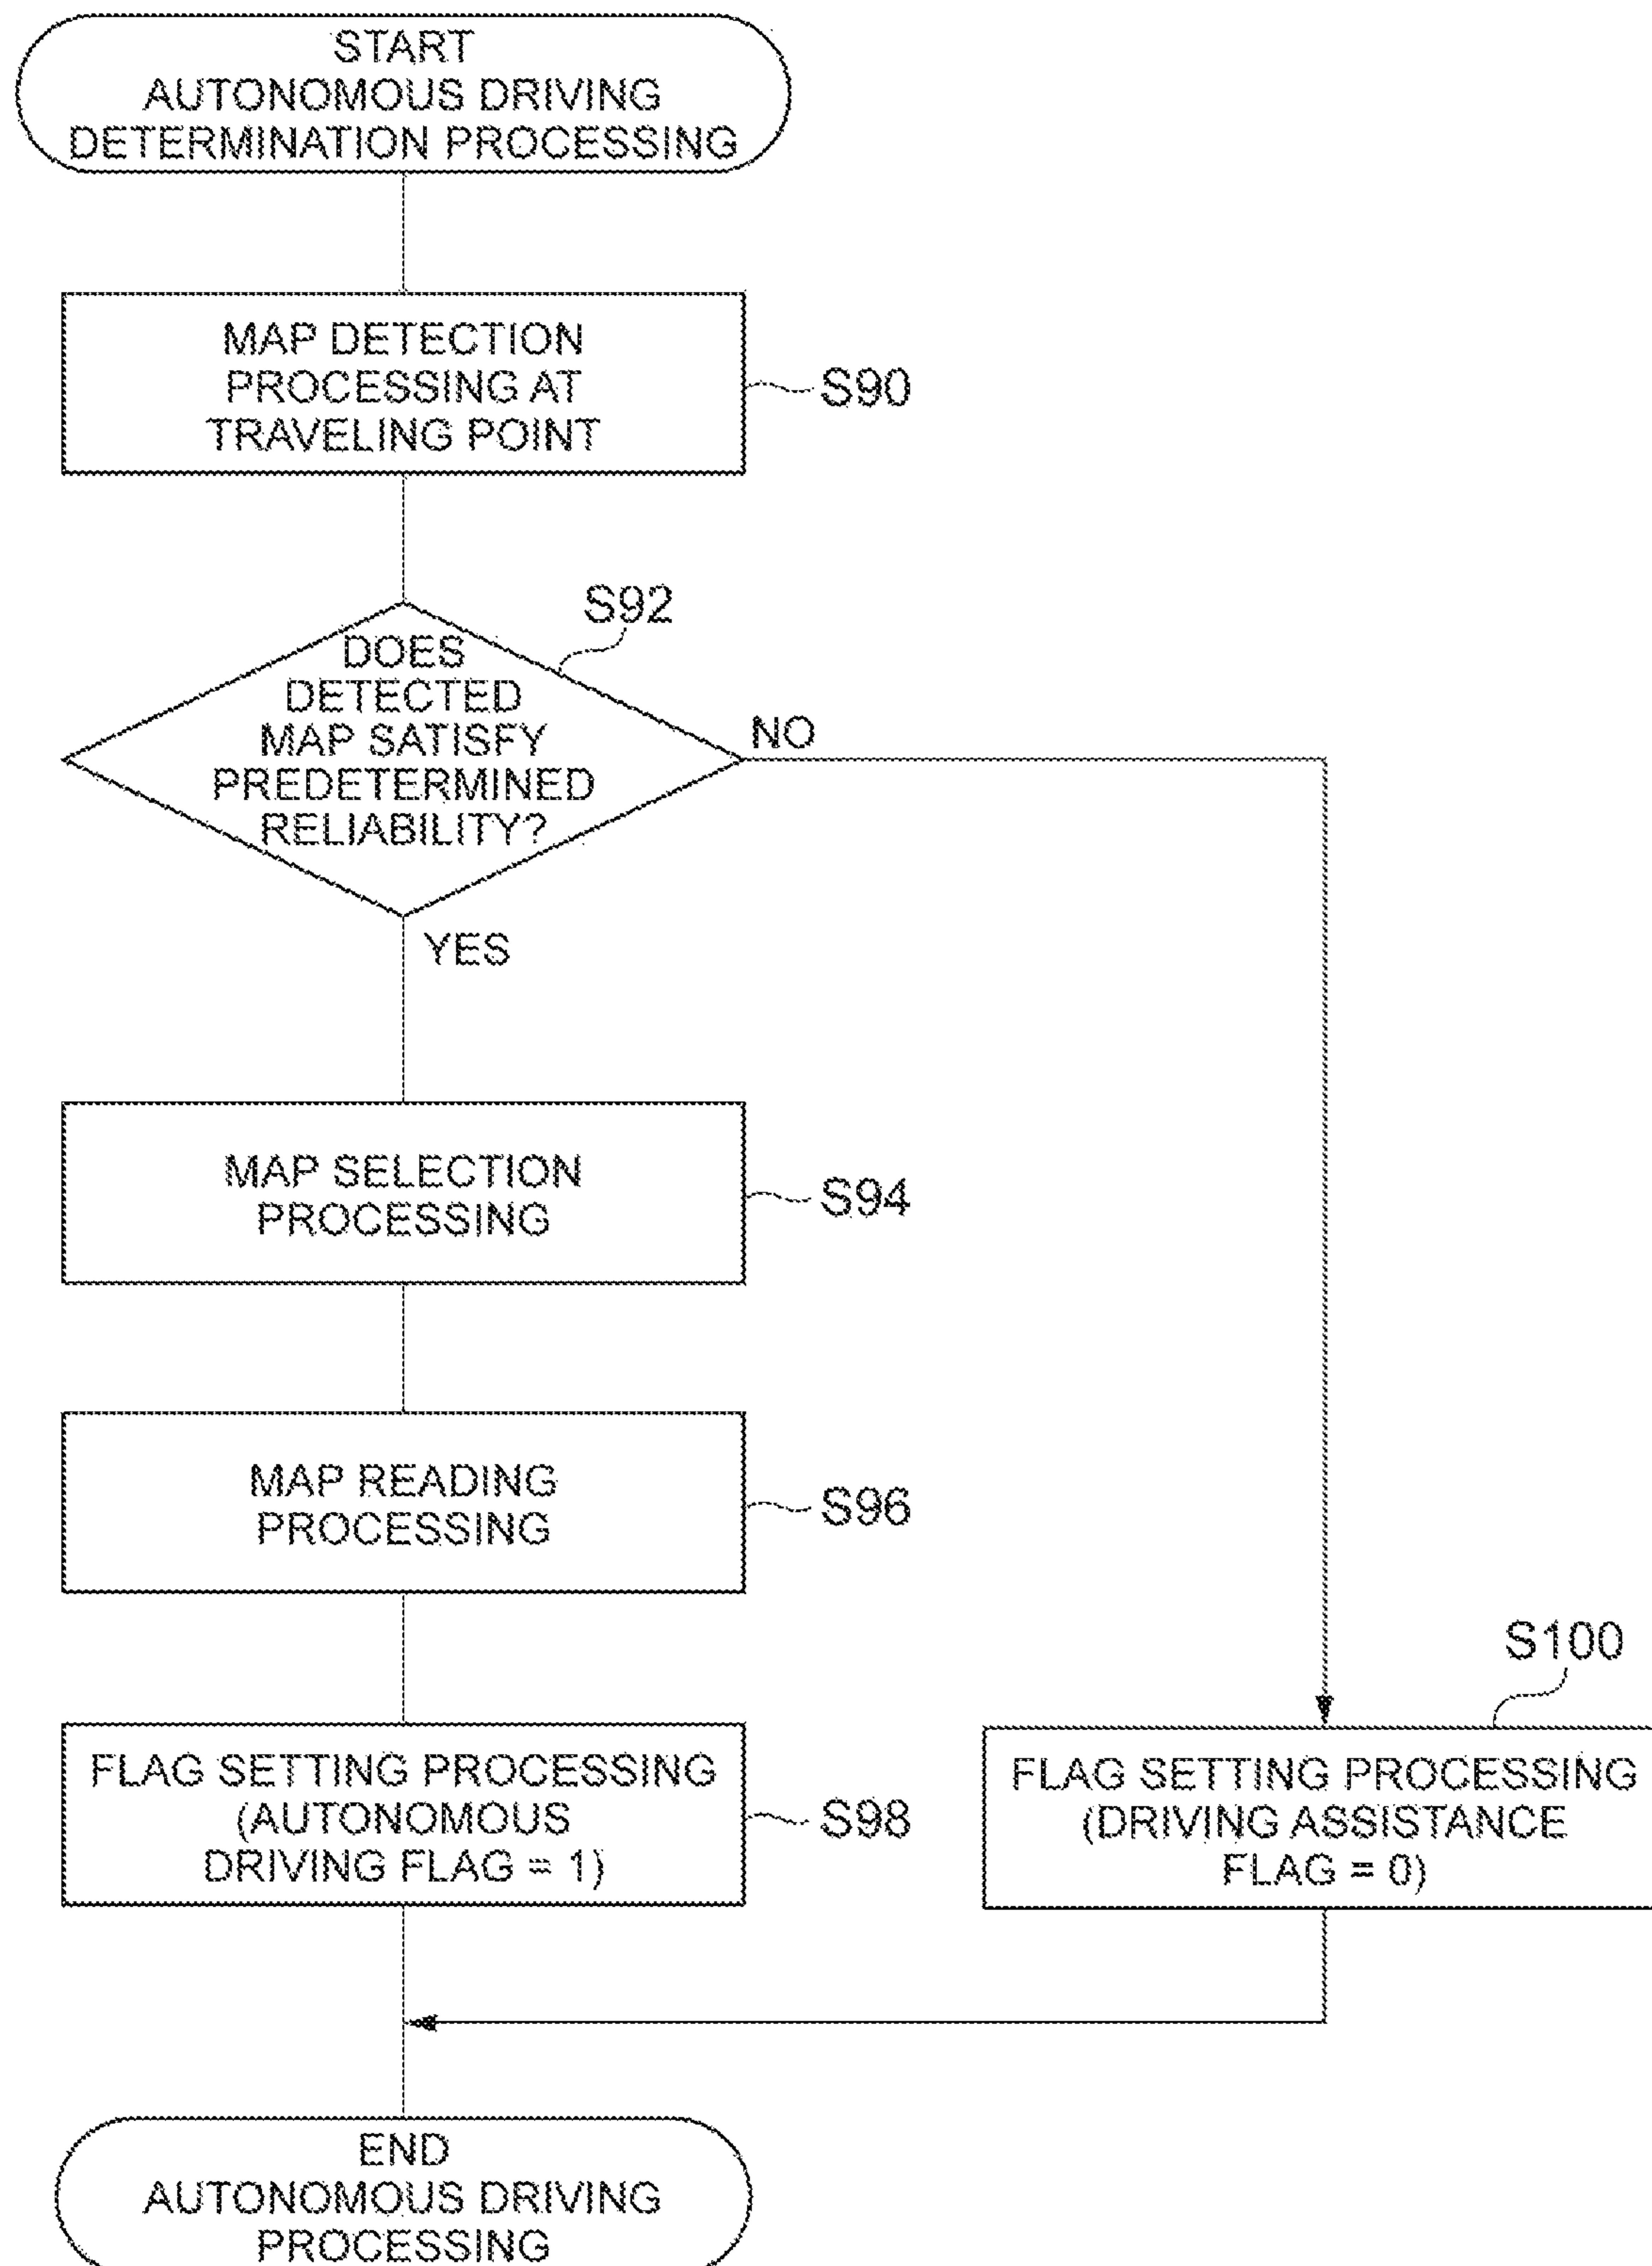 START
AUTONOMOUS DRIVING
DETERMINATION PROCESSING
MAP DETECTION
PROCESSING AT
TRAVELING POINT
S90
S92
DOES
DETECTED
MAP SATISFY
PREDETERMINED
RELIABILITY?
NO
YES
MAP SELECTION
PROCESSING
S94
MAP READING
PROCESSING
S96
FLAG SETTING PROCESSING
(AUTONOMOUS
DRIVING FLAG = 1)
S98
S100
FLAG SETTING PROCESSING
(DRIVING ASSISTANCE
FLAG = 0)
END
AUTONOMOUS DRIVING
PROCESSING